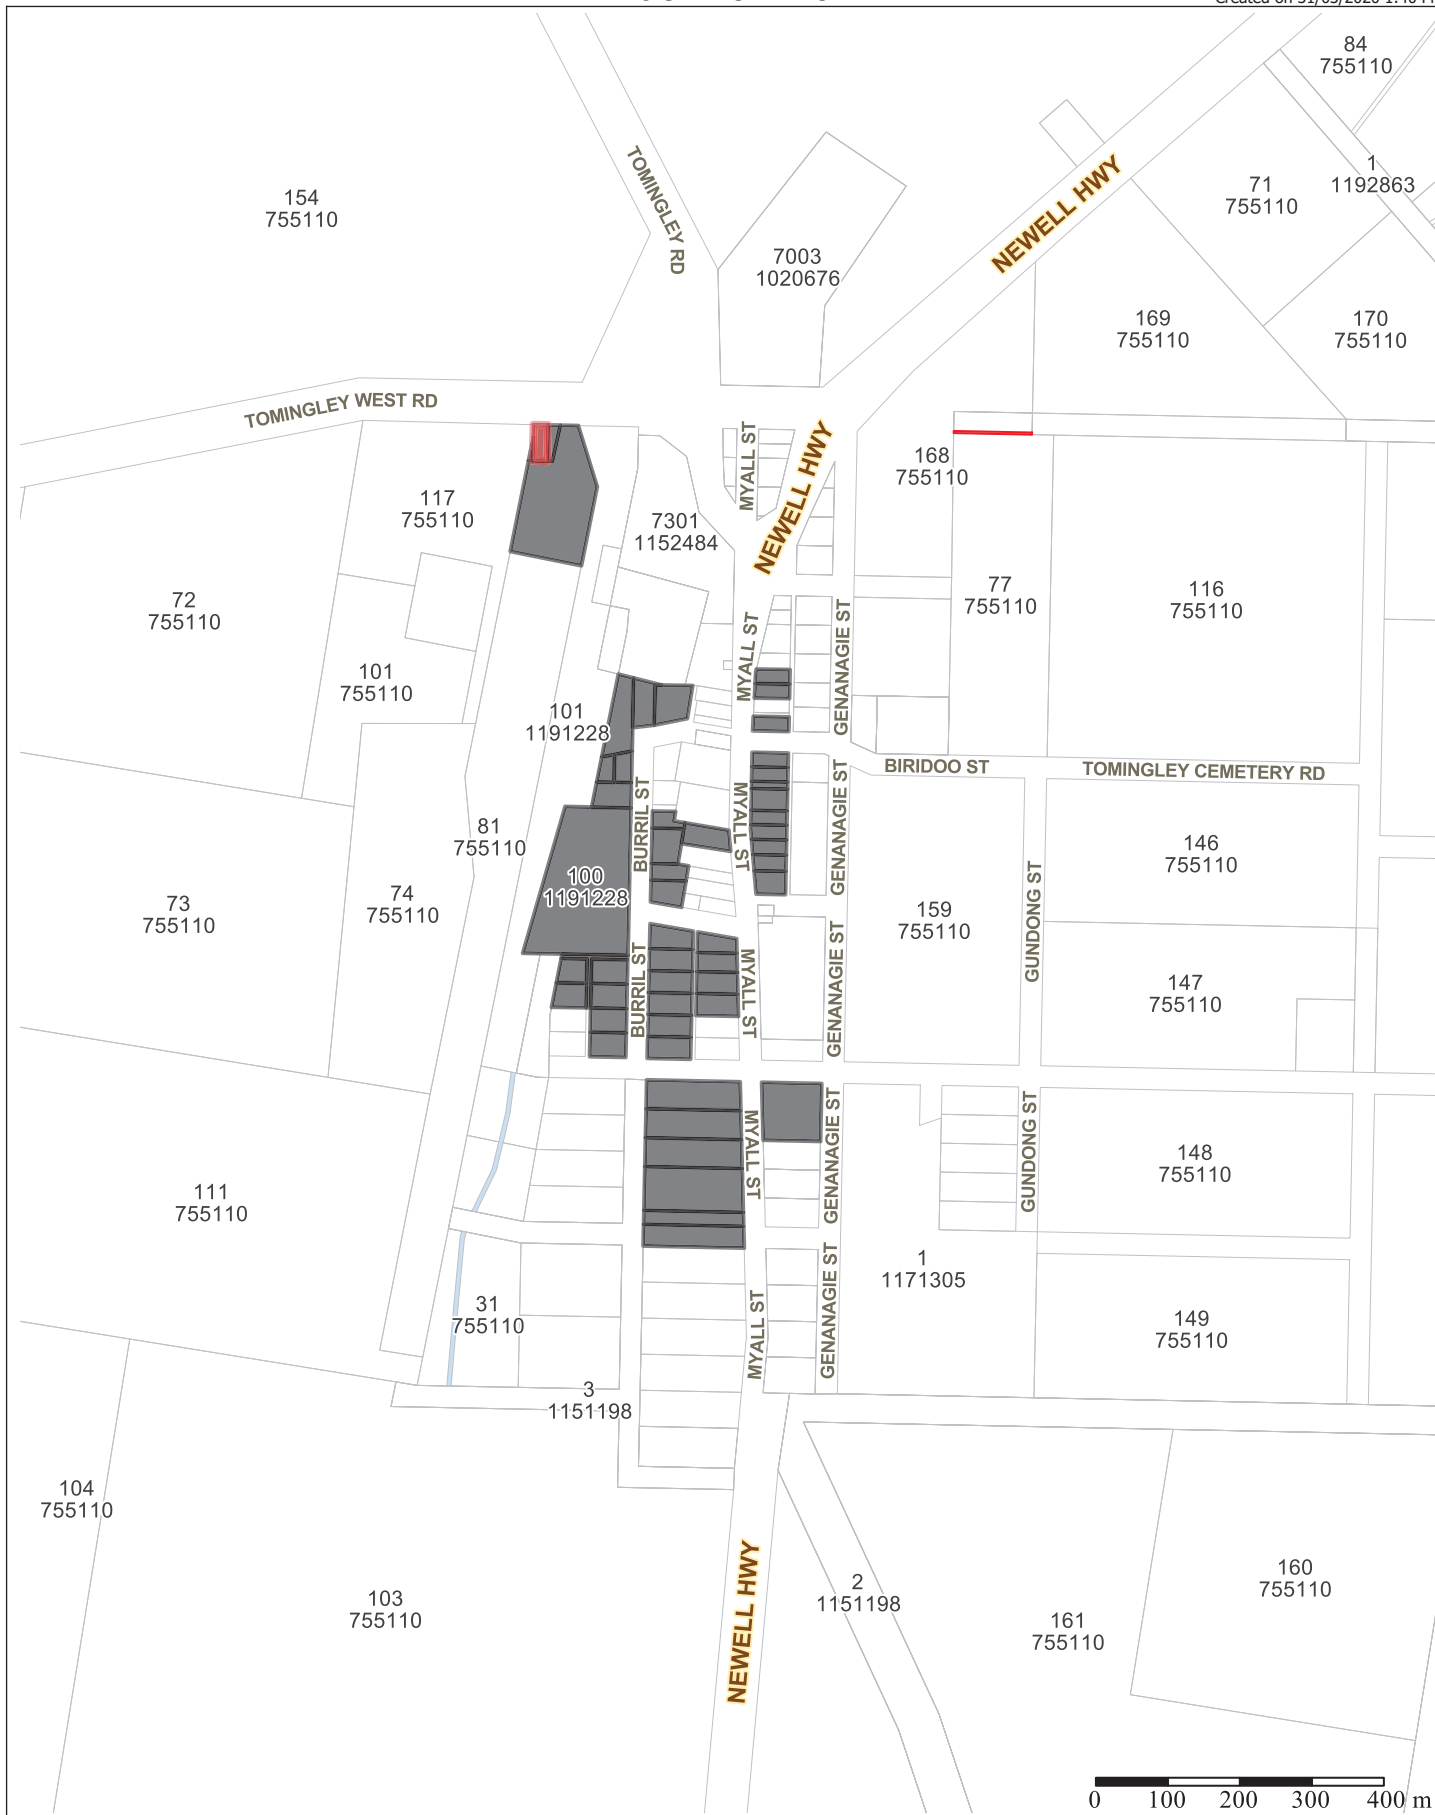 84
755110
1
1192863
154
755110
TOMINGLEY RD
NEWELL HWY
71
755110
7003
1020676
169
755110
170
755110
TOMINGLEY WEST RD
MYALL ST
NEWELL HWY
168
755110
117
755110
7301
1152484
72
755110
77
755110
116
755110
MYALL ST
GENANAGIE ST
101
755110
101
1191228
BIRIDOO ST
TOMINGLEY CEMETERY RD
BURRIL ST
MYALL ST
GENANAGIE ST
81
755110
146
755110
100
1191228
74
755110
73
755110
159
755110
GUNDONG ST
BURRIL ST
MYALL ST
GENANAGIE ST
147
755110
MYALL ST
GENANAGIE ST
GUNDONG ST
148
755110
111
755110
1
1171305
31
755110
MYALL ST
GENANAGIE ST
149
755110
3
1151198
104
755110
NEWELL HWY
103
755110
2
1151198
161
755110
160
755110
0 100 200 300 400 m